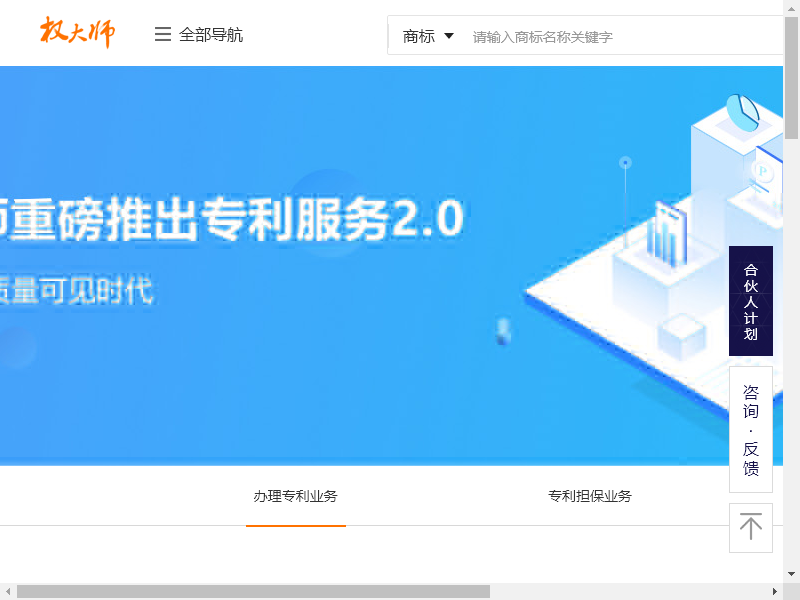 权大师
全部导航
商标
请输入商标名称关键字
师重磅推出专利服务2.0
质量可见时代
P
合伙人计划
咨询·反馈
办理专利业务
专利担保业务